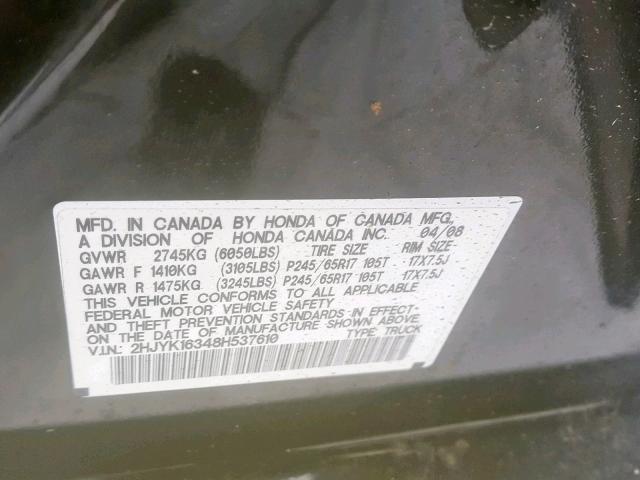 MFD. IN CANADA BY HONDA OF CANADA MFG.,
A DIVISION OF HONDA CANADA INC. 04/08
GVWR 2745KG (6050LBS) TIRE SIZE RIM SIZE
GAWR F 1410KG (3105LBS) P245/65R17 105T 17X7.5J
GAWR R 1475KG (3245LBS) P245/65R17 105T 17X7.5J
THIS VEHICLE CONFORMS TO ALL APPLICABLE
FEDERAL MOTOR VEHICLE SAFETY
AND THEFT PREVENTION STANDARDS IN EFFECT
ON THE DATE OF MANUFACTURE SHOWN ABOVE
V.I.N.: 2HJYK16348H537610 TYPE TRUCK